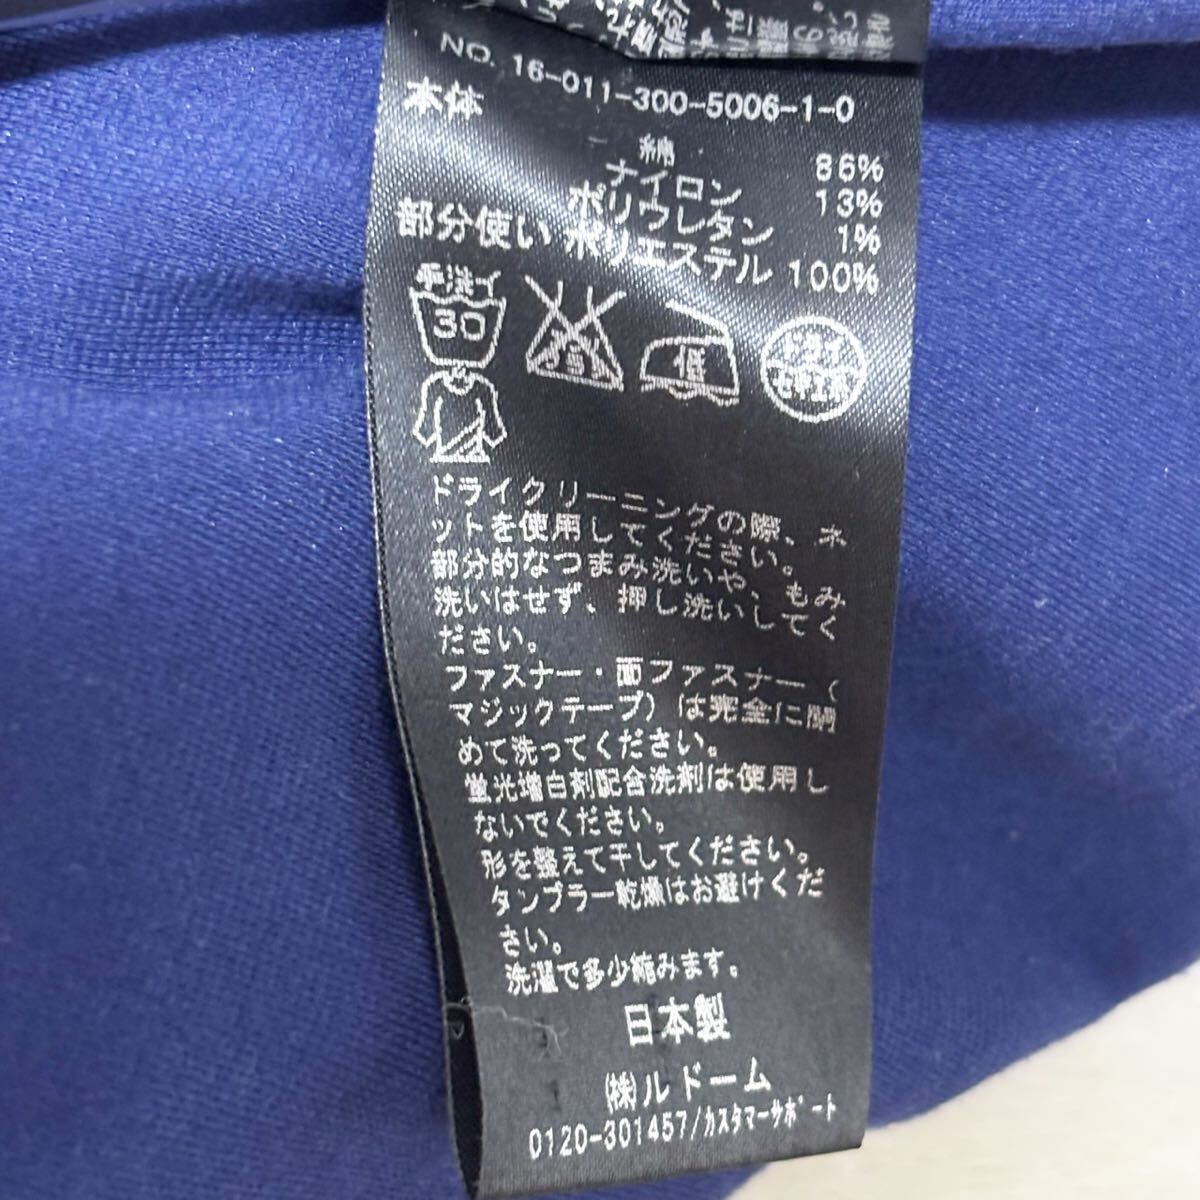 NO. 16-011-300-5006-1-0
本体
綿 86%
ナイロン 13%
ポリウレタン 1%
部分使い ポリエステル 100%
手洗イ
30
低
ドライクリーニングの際、ネ
ットを使用してください。
部分的なつまみ洗いや、もみ
洗いはせず、押し洗いしてく
ださい。
ファスナー・面ファスナー(
マジックテープ)は完全に閉
めて洗ってください。
蛍光増白剤配合洗剤は使用し
ないでください。
形を整えて干してください。
タンブラー乾燥はお避けくだ
さい。
洗濯で多少縮みます。
日本製
㈱ルドーム
0120-301457/ｶｽﾀﾏｰｻﾎﾟｰﾄ